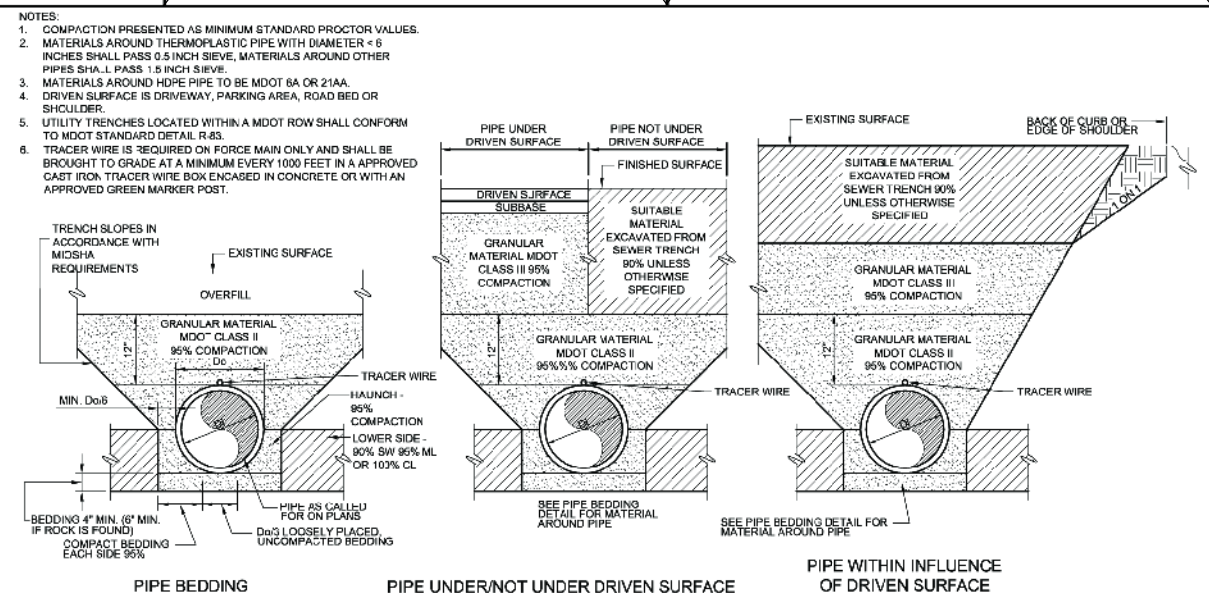 NOTES:
1. COMPACTION PRESENTED AS MINIMUM STANDARD PROCTOR VALUES.
2. MATERIALS AROUND THERMOPLASTIC PIPE WITH DIAMETER < 6
INCHES SHALL PASS 0.5 INCH SIEVE, MATERIALS AROUND OTHER
PIPES SHALL PASS 1.5 INCH SIEVE.
3. MATERIALS AROUND HDPE PIPE TO BE MDOT 6A OR 21AA.
4. DRIVEN SURFACE IS DRIVEWAY, PARKING AREA, ROAD BED OR
SHOULDER.
5. UTILITY TRENCHES LOCATED WITHIN A MDOT ROW SHALL CONFORM
TO MDOT STANDARD DETAIL R-83.
6. TRACER WIRE IS REQUIRED ON FORCE MAIN ONLY AND SHALL BE
BROUGHT TO GRADE AT A MINIMUM EVERY 1000 FEET IN A APPROVED
CAST IRON TRACER WIRE BOX ENCASED IN CONCRETE OR WITH AN
APPROVED GREEN MARKER POST.
TRENCH SLOPES IN
ACCORDANCE WITH
MIOSHA
REQUIREMENTS
EXISTING SURFACE
OVERFILL
GRANULAR MATERIAL
MDOT CLASS II
95% COMPACTION
Do
12"
TRACER WIRE
MIN. Do/6
HAUNCH -
95%
COMPACTION
LOWER SIDE -
90% SW 95% ML
OR 100% CL
PIPE AS CALLED
FOR ON PLANS
Do/3 LOOSELY PLACED,
UNCOMPACTED BEDDING
BEDDING 4" MIN. (6" MIN.
IF ROCK IS FOUND)
COMPACT BEDDING
EACH SIDE 95%
PIPE BEDDING
PIPE UNDER
DRIVEN SURFACE
PIPE NOT UNDER
DRIVEN SURFACE
FINISHED SURFACE
DRIVEN SURFACE
SUBBASE
GRANULAR
MATERIAL MDOT
CLASS III 95%
COMPACTION
SUITABLE
MATERIAL
EXCAVATED FROM
SEWER TRENCH
90% UNLESS
OTHERWISE
SPECIFIED
12"
GRANULAR MATERIAL
MDOT CLASS II
95%%% COMPACTION
TRACER WIRE
SEE PIPE BEDDING
DETAIL FOR MATERIAL
AROUND PIPE
PIPE UNDER/NOT UNDER DRIVEN SURFACE
EXISTING SURFACE
BACK OF CURB OR
EDGE OF SHOULDER
SUITABLE MATERIAL
EXCAVATED FROM
SEWER TRENCH 90%
UNLESS OTHERWISE
SPECIFIED
1 ON 1
GRANULAR MATERIAL
MDOT CLASS III
95% COMPACTION
12"
GRANULAR MATERIAL
MDOT CLASS II
95% COMPACTION
TRACER WIRE
SEE PIPE BEDDING DETAIL FOR
MATERIAL AROUND PIPE
PIPE WITHIN INFLUENCE
OF DRIVEN SURFACE